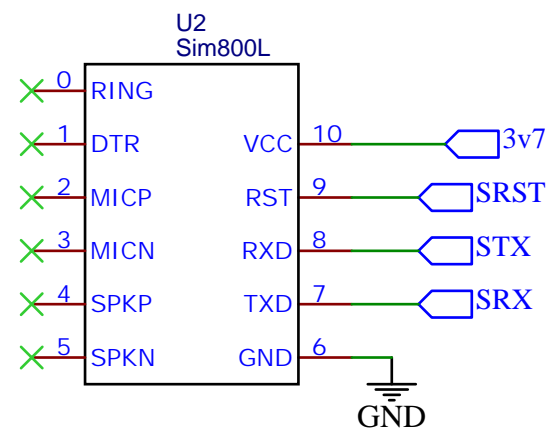 U2
Sim800L
0 RING
1 DTR VCC 10 3v7
2 MICP RST 9 SRST
3 MICN RXD 8 STX
4 SPKP TXD 7 SRX
5 SPKN GND 6
GND